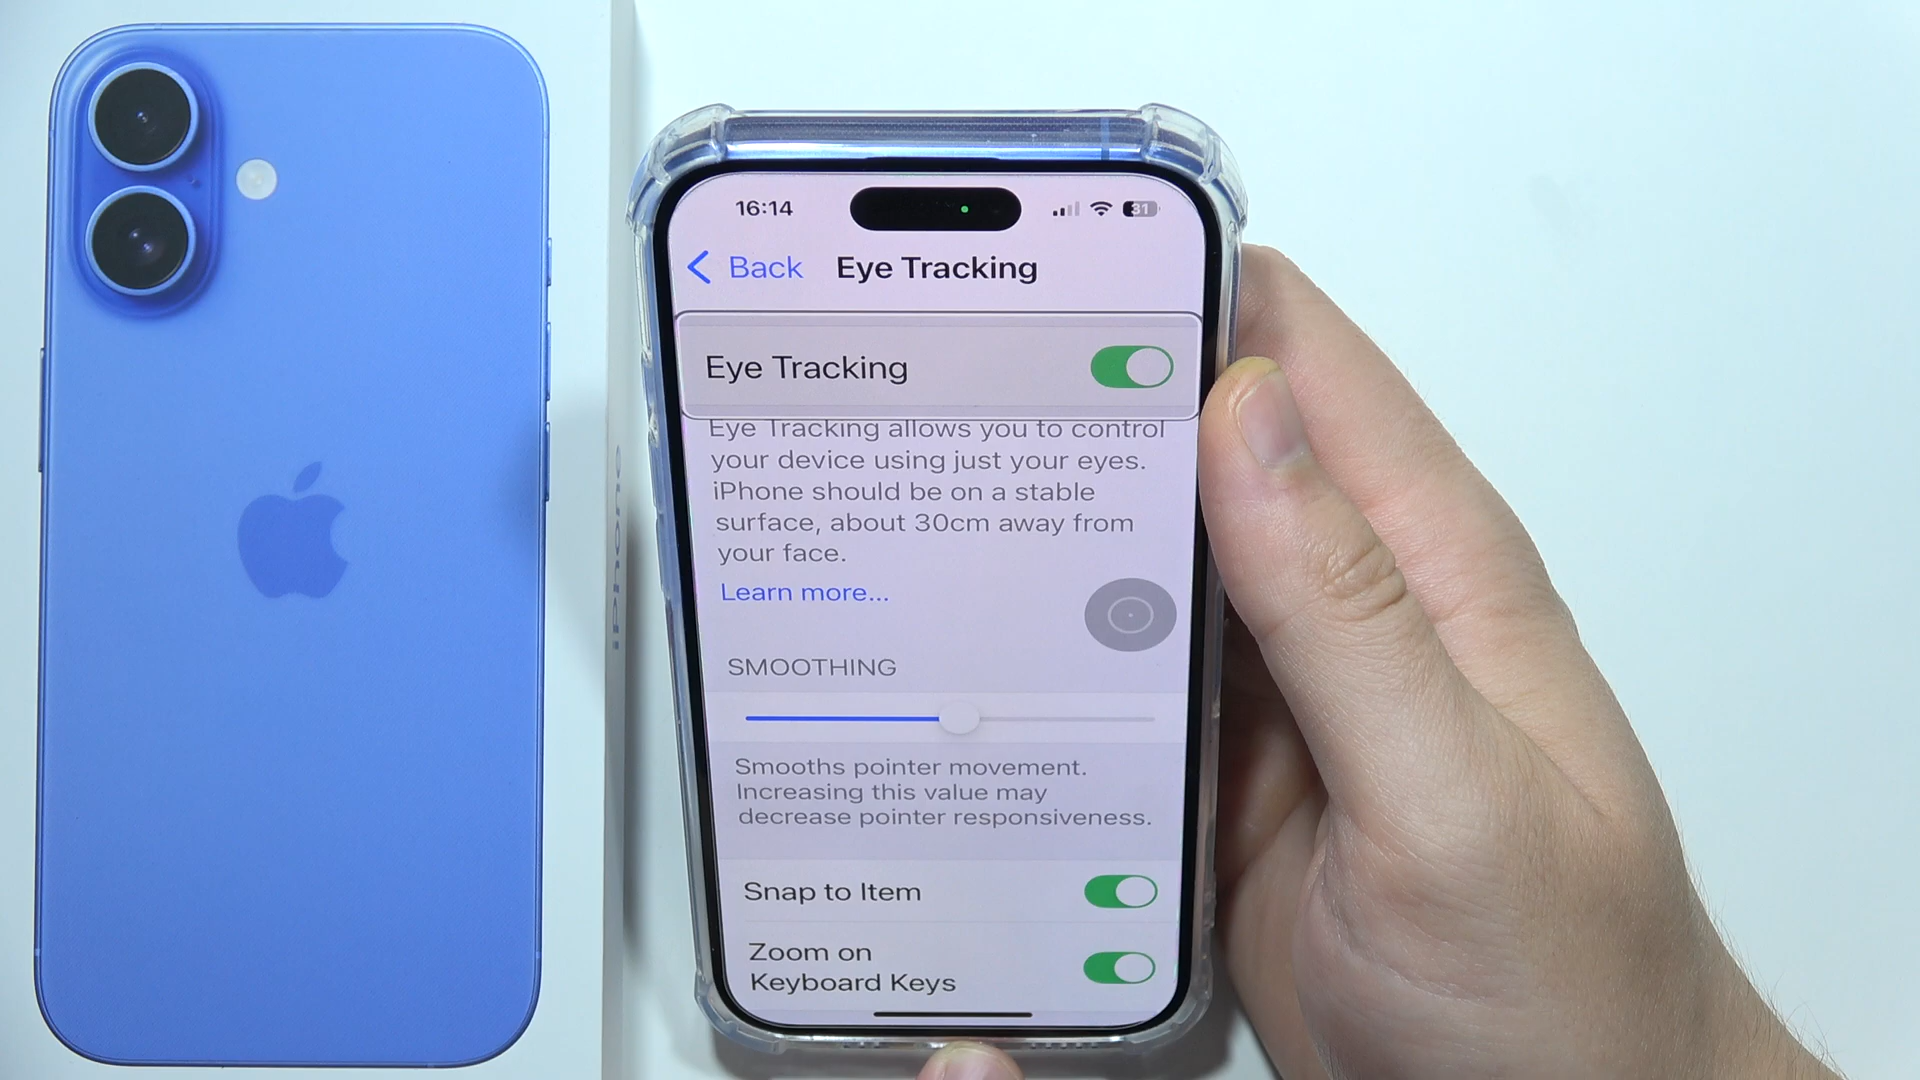 iPhone
16:14
31
Back
Eye Tracking
Eye Tracking
Eye Tracking allows you to control
your device using just your eyes.
iPhone should be on a stable
surface, about 30cm away from
your face.
Learn more...
SMOOTHING
Smooths pointer movement.
Increasing this value may
decrease pointer responsiveness.
Snap to Item
Zoom on
Keyboard Keys